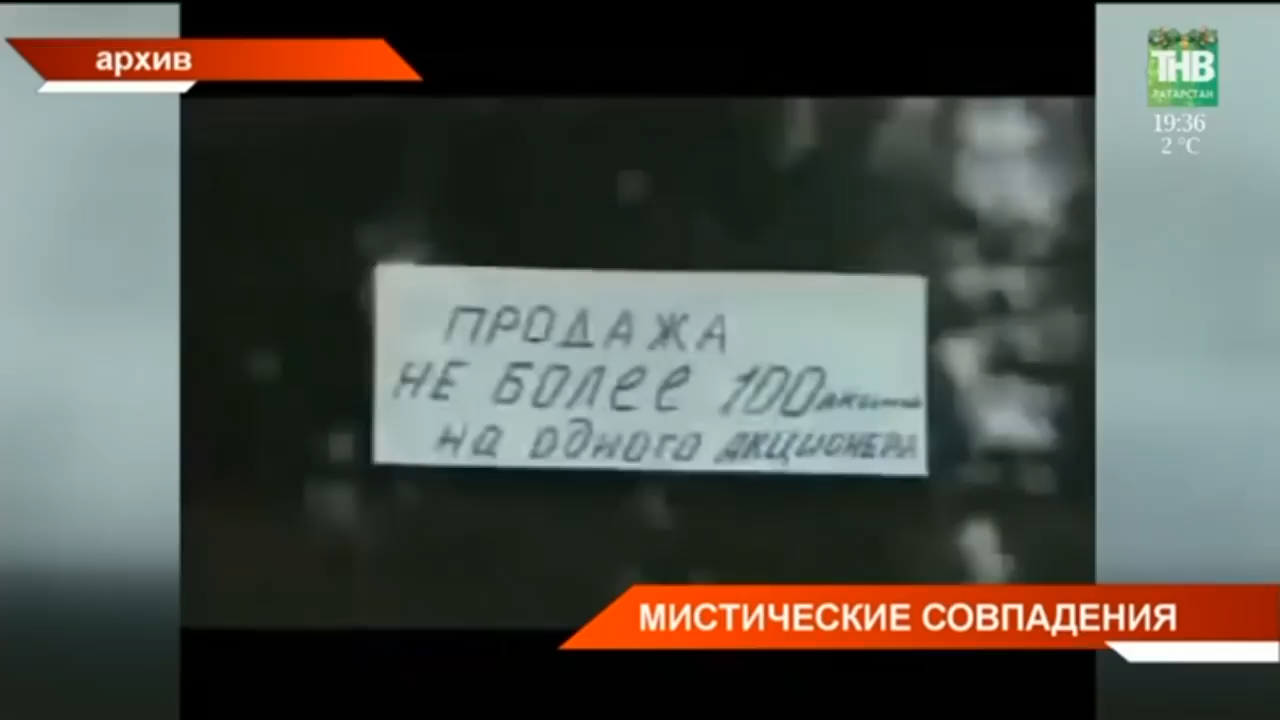 архив
ТНВ
ТАТАРСТАН
19:36
2 °C
ПРОДАЖА
НЕ БОЛее 100
на одного акционера
МИСТИЧЕСКИЕ СОВПАДЕНИЯ